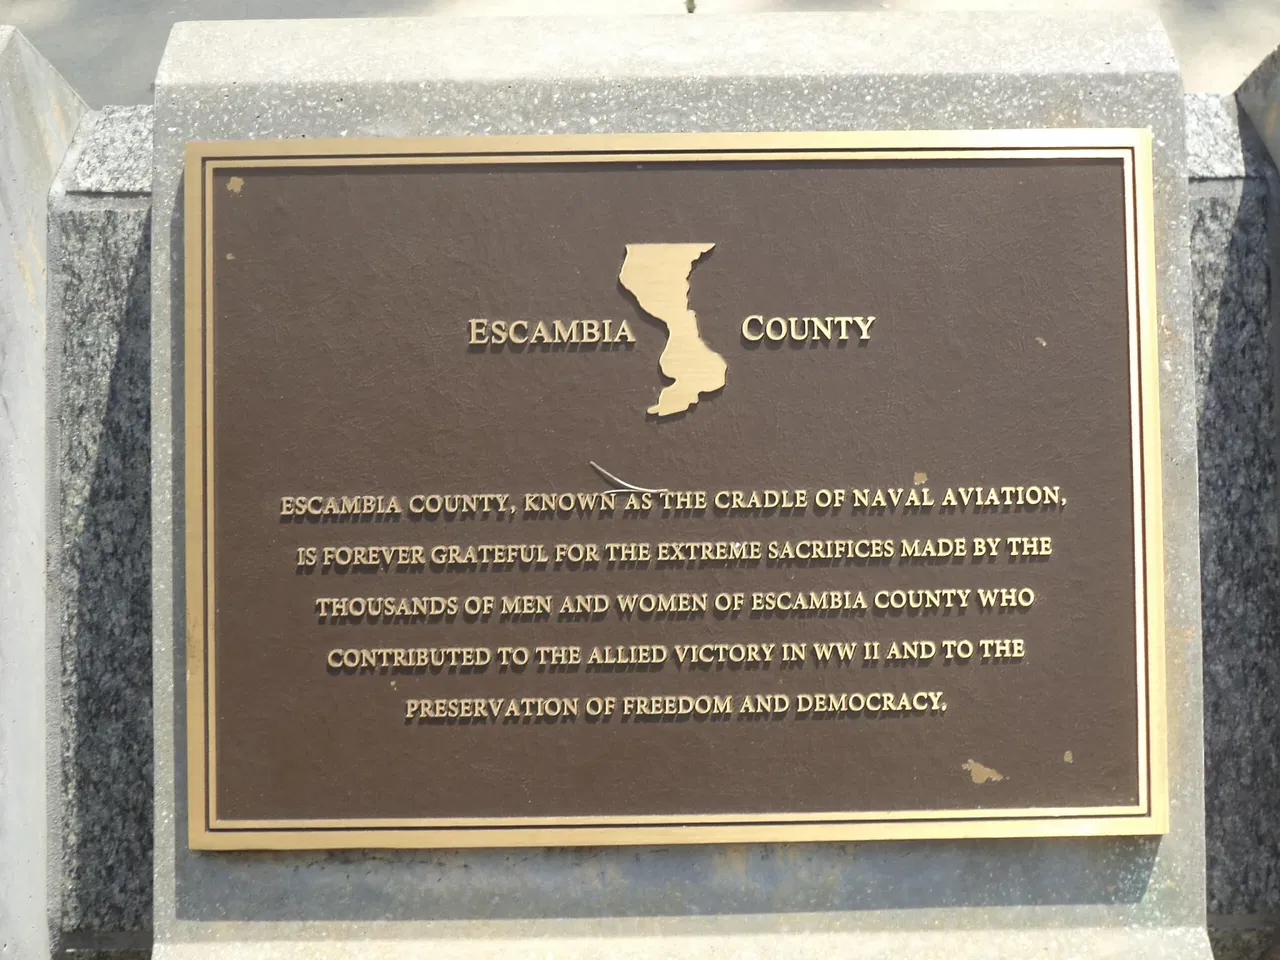 ESCAMBIA COUNTY
ESCAMBIA COUNTY, KNOWN AS THE CRADLE OF NAVAL AVIATION,
IS FOREVER GRATEFUL FOR THE EXTREME SACRIFICES MADE BY THE
THOUSANDS OF MEN AND WOMEN OF ESCAMBIA COUNTY WHO
CONTRIBUTED TO THE ALLIED VICTORY IN WW II AND TO THE
PRESERVATION OF FREEDOM AND DEMOCRACY.